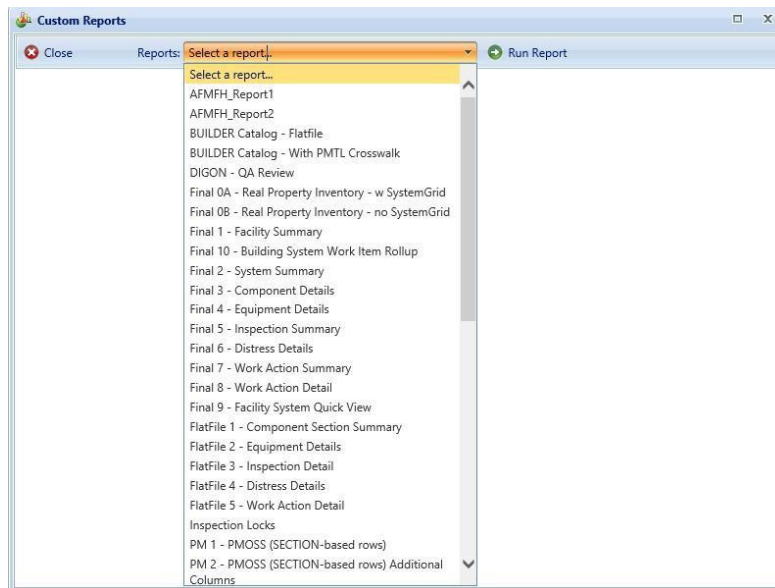 Custom Reports
Close Reports: Select a report... Run Report
Select a report...
AFMFH_Report1
AFMFH_Report2
BUILDER Catalog - Flatfile
BUILDER Catalog - With PMTL Crosswalk
DIGON - QA Review
Final 0A - Real Property Inventory - w SystemGrid
Final 0B - Real Property Inventory - no SystemGrid
Final 1 - Facility Summary
Final 10 - Building System Work Item Rollup
Final 2 - System Summary
Final 3 - Component Details
Final 4 - Equipment Details
Final 5 - Inspection Summary
Final 6 - Distress Details
Final 7 - Work Action Summary
Final 8 - Work Action Detail
Final 9 - Facility System Quick View
FlatFile 1 - Component Section Summary
FlatFile 2 - Equipment Details
FlatFile 3 - Inspection Detail
FlatFile 4 - Distress Details
FlatFile 5 - Work Action Detail
Inspection Locks
PM 1 - PMOSS (SECTION-based rows)
PM 2 - PMOSS (SECTION-based rows) Additional
Columns